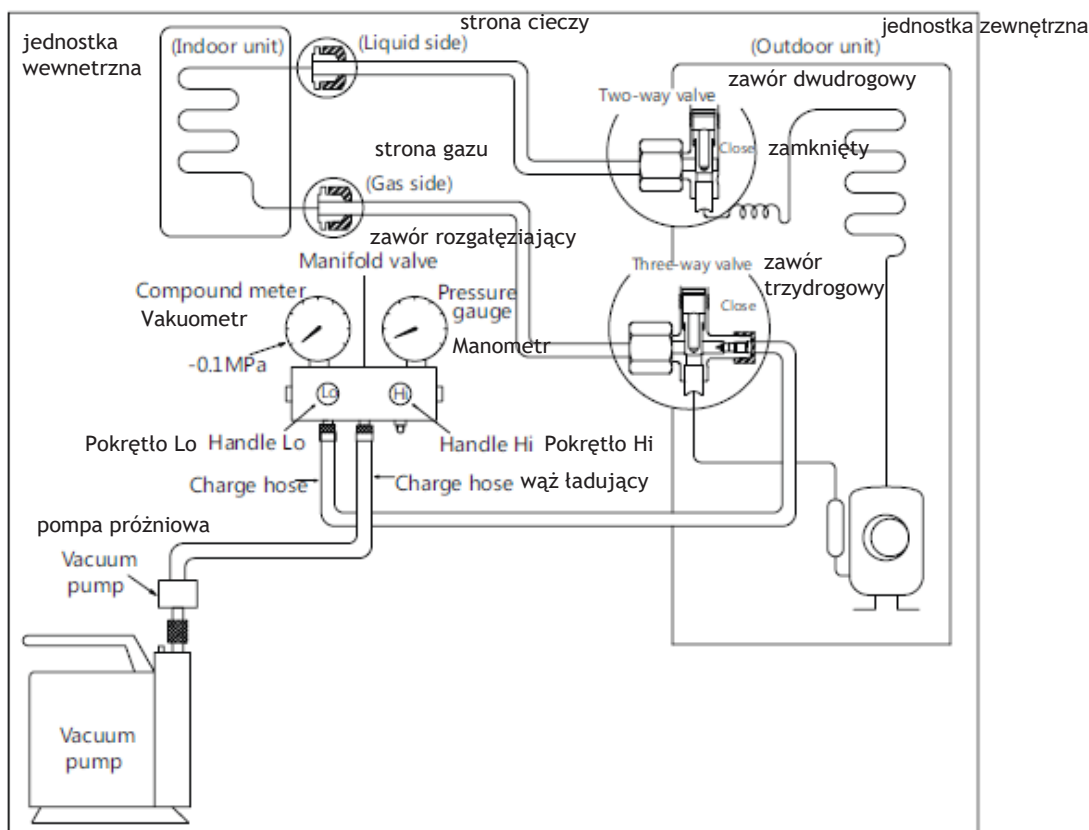 strona cieczy
jednostka zewnętrzna
jednostka
wewnetrzna
(Indoor unit)
(Liquid side)
(Outdoor unit)
zawór dwudrogowy
Two-way valve
Close
zamknięty
strona gazu
(Gas side)
zawór rozgałęziający
Manifold valve
Three-way valve
zawór
trzydrogowy
Close
Compound meter
Vakuometr
Pressure
gauge
Manometr
-0.1MPa
Lo
Hi
Pokrętło Lo Handle Lo
Handle Hi Pokrętło Hi
Charge hose
Charge hose wąż ładujący
pompa próżniowa
Vacuum
pump
Vacuum
pump